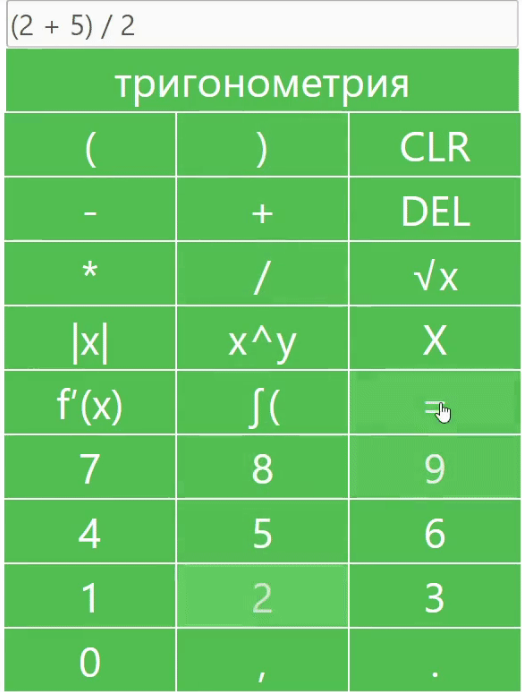 (2 + 5) / 2
тригонометрия
( ) CLR
- + DEL
* / √x
|x| x^y X
f'(x) ∫( =
7 8 9
4 5 6
1 2 3
0 , .